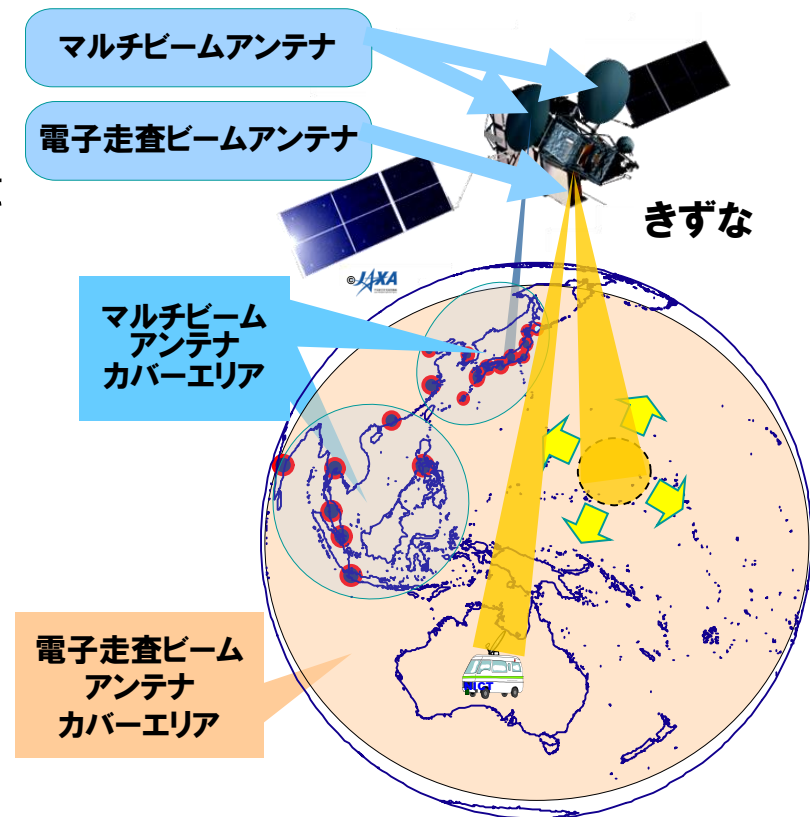 マルチビームアンテナ
電子走査ビームアンテナ
きずな
©JAXA
マルチビーム
アンテナ
カバーエリア
電子走査ビーム
アンテナ
カバーエリア
NICT